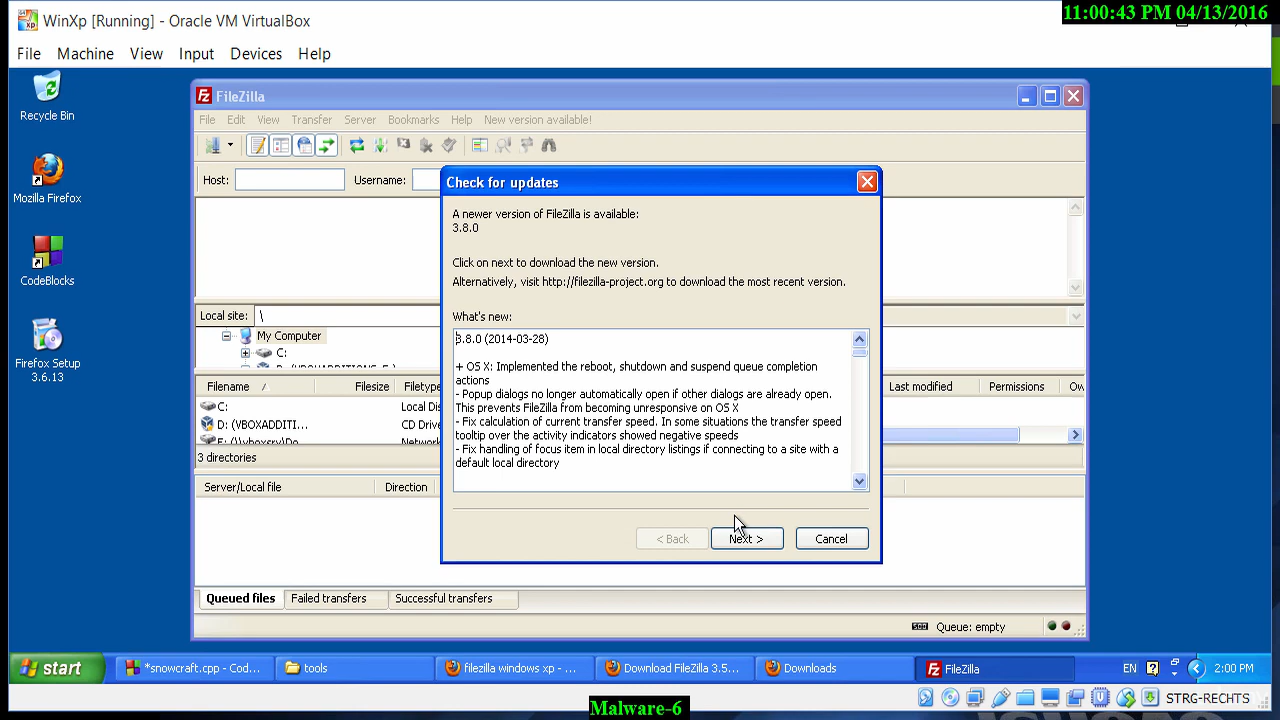 WinXp [Running] - Oracle VM VirtualBox
11:00:43 PM 04/13/2016
File Machine View Input Devices Help
Recycle Bin
Mozilla Firefox
CodeBlocks
Firefox Setup
3.6.13
FileZilla
File Edit View Transfer Server Bookmarks Help New version available!
Host: Username:
Check for updates
A newer version of FileZilla is available:
3.8.0
Click on next to download the new version.
Alternatively, visit http://filezilla-project.org to download the most recent version.
What's new:
3.8.0 (2014-03-28)
+ OS X: Implemented the reboot, shutdown and suspend queue completion
actions
- Popup dialogs no longer automatically open if other dialogs are already open.
This prevents FileZilla from becoming unresponsive on OS X
- Fix calculation of current transfer speed. In some situations the transfer speed
tooltip over the activity indicators showed negative speeds
- Fix handling of focus item in local directory listings if connecting to a site with a
default local directory
< Back Next > Cancel
Local site: \
My Computer
C:
Filename Filesize Filetype Last modified Permissions Ow
C: Local Dis
D: (VBOXADDITI... CD Drive
3 directories
Server/Local file Direction
Queued files Failed transfers Successful transfers
Queue: empty
start *snowcraft.cpp - Cod... tools filezilla windows xp - ... Download FileZilla 3.5... Downloads FileZilla EN 2:00 PM
STRG-RECHTS
Malware-6